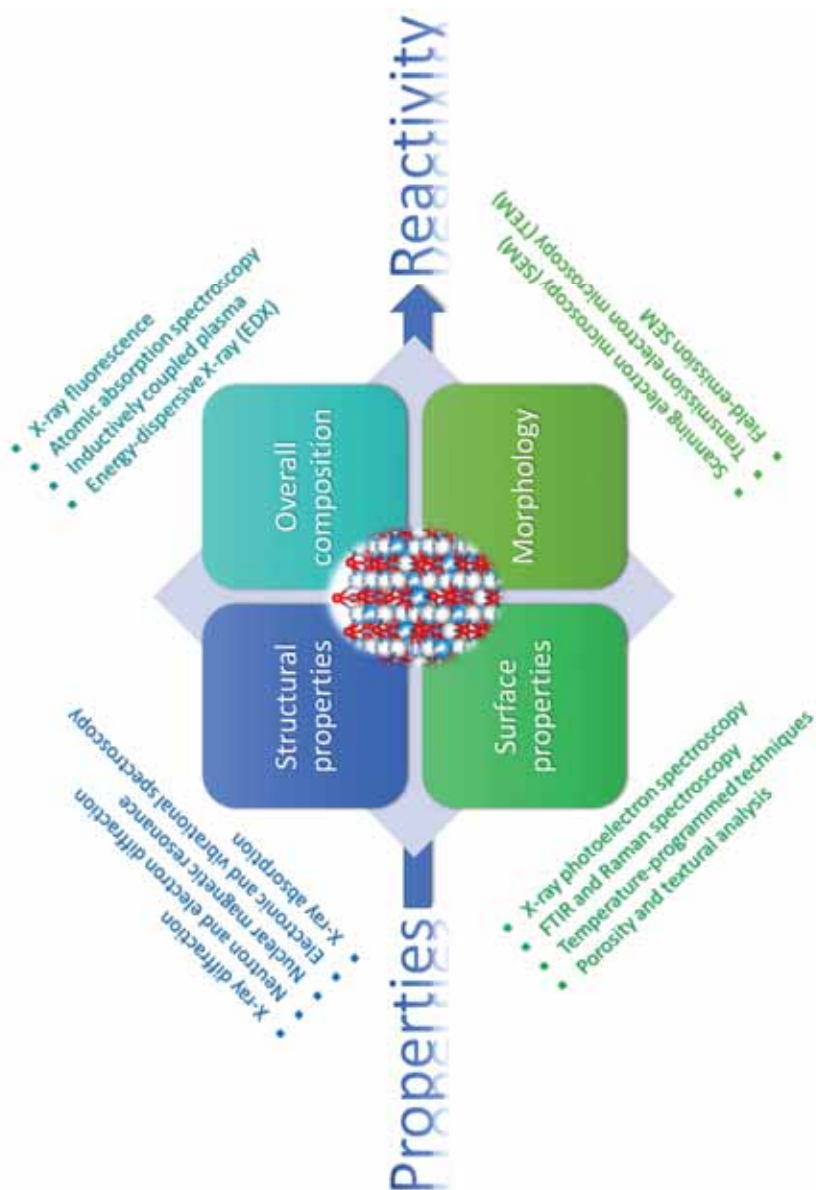 Properties
Reactivity
Structural
properties
Overall
composition
Surface
properties
Morphology
• X-ray diffraction
• Neutron and electron diffraction
• Nuclear magnetic resonance
• Electronic and vibrational spectroscopy
• X-ray absorption
• X-ray fluorescence
• Atomic absorption spectroscopy
• Inductively coupled plasma
• Energy-dispersive X-ray (EDX)
• X-ray photoelectron spectroscopy
• FTIR and Raman spectroscopy
• Temperature-programmed techniques
• Porosity and textural analysis
• Scanning electron microscopy (SEM)
• Transmission electron microscopy (TEM)
• Field-emission SEM